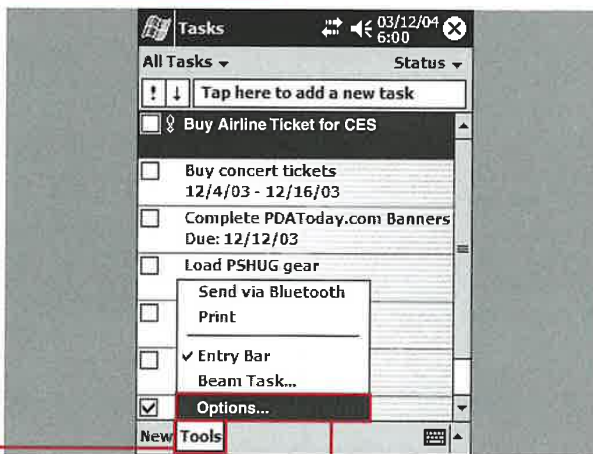 Tasks
03/12/04
6:00
All Tasks
Status
! ↓ Tap here to add a new task
Buy Airline Ticket for CES
Buy concert tickets
12/4/03 - 12/16/03
Complete PDAToday.com Banners
Due: 12/12/03
Load PSHUG gear
Send via Bluetooth
Print
Entry Bar
Beam Task...
Options...
New Tools